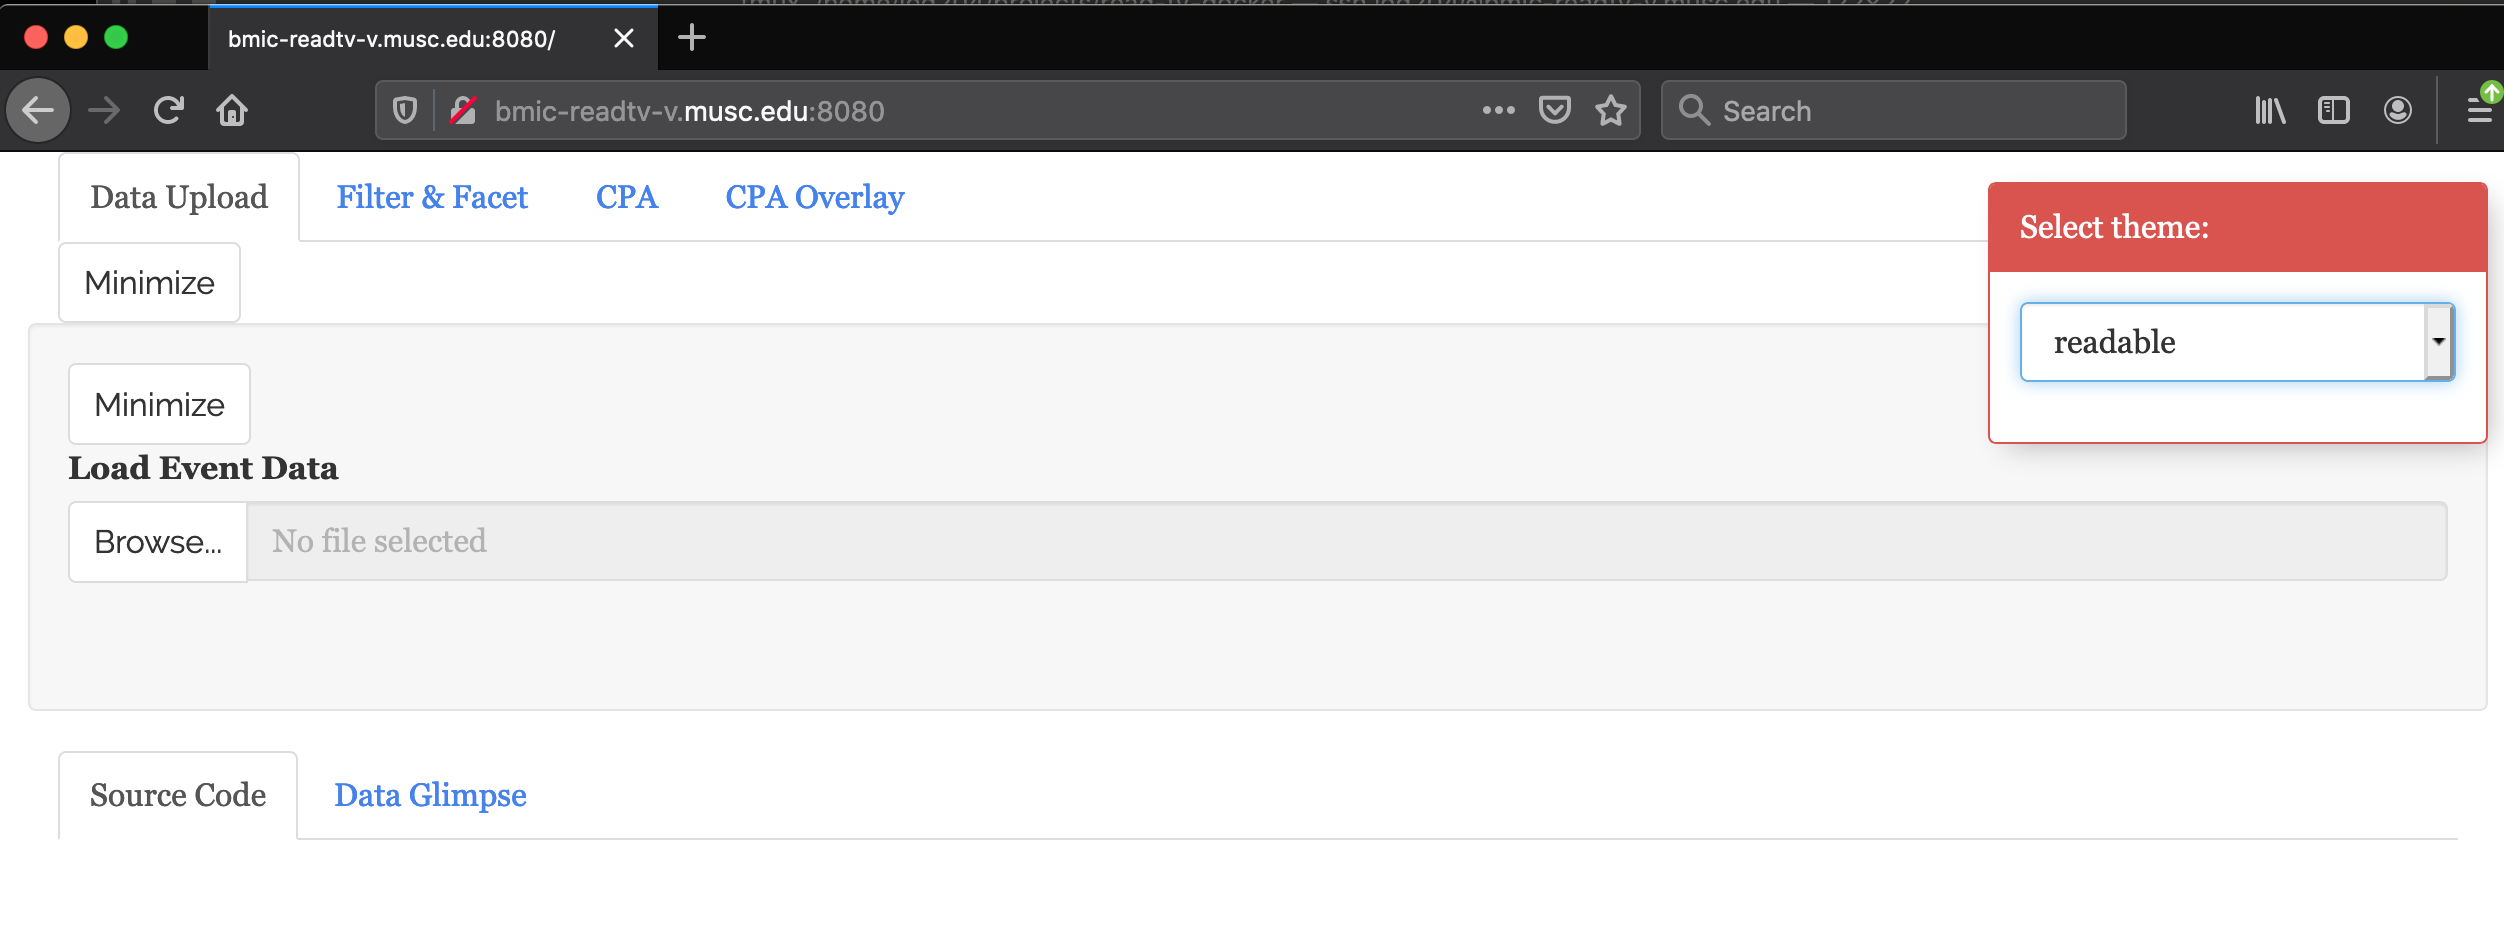 bmic-readtv-v.musc.edu:8080/
bmic-readtv-v.musc.edu:8080
Search
Data Upload Filter & Facet CPA CPA Overlay
Select theme:
Minimize
readable
Minimize
Load Event Data
Browse... No file selected
Source Code Data Glimpse